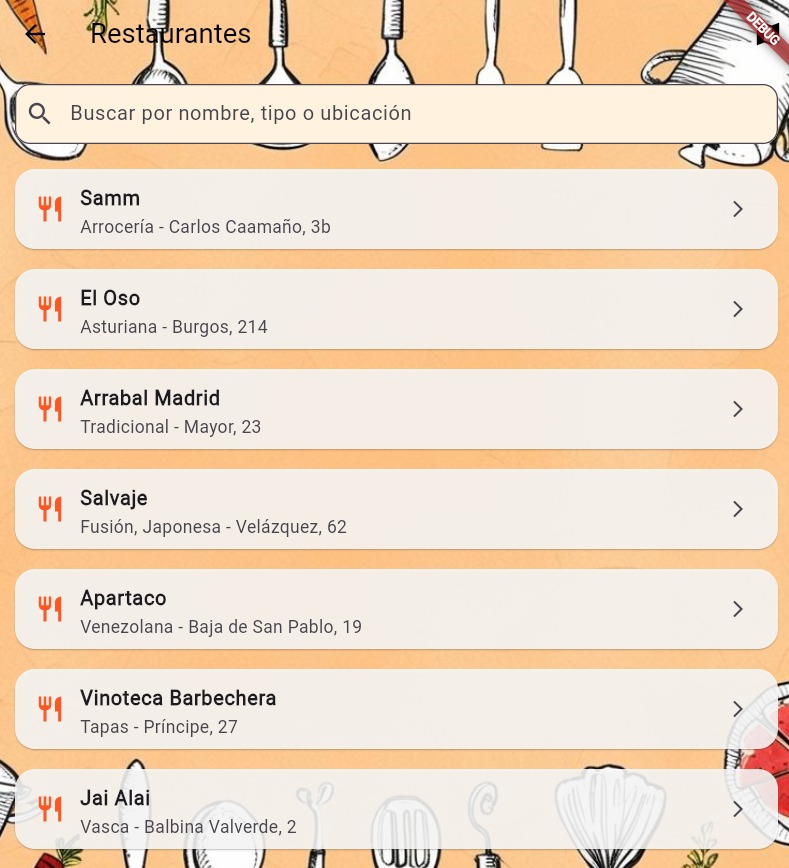 Restaurantes
DEBUG
Buscar por nombre, tipo o ubicación
Samm
Arrocería - Carlos Caamaño, 3b
El Oso
Asturiana - Burgos, 214
Arrabal Madrid
Tradicional - Mayor, 23
Salvaje
Fusión, Japonesa - Velázquez, 62
Apartaco
Venezolana - Baja de San Pablo, 19
Vinoteca Barbechera
Tapas - Príncipe, 27
Jai Alai
Vasca - Balbina Valverde, 2